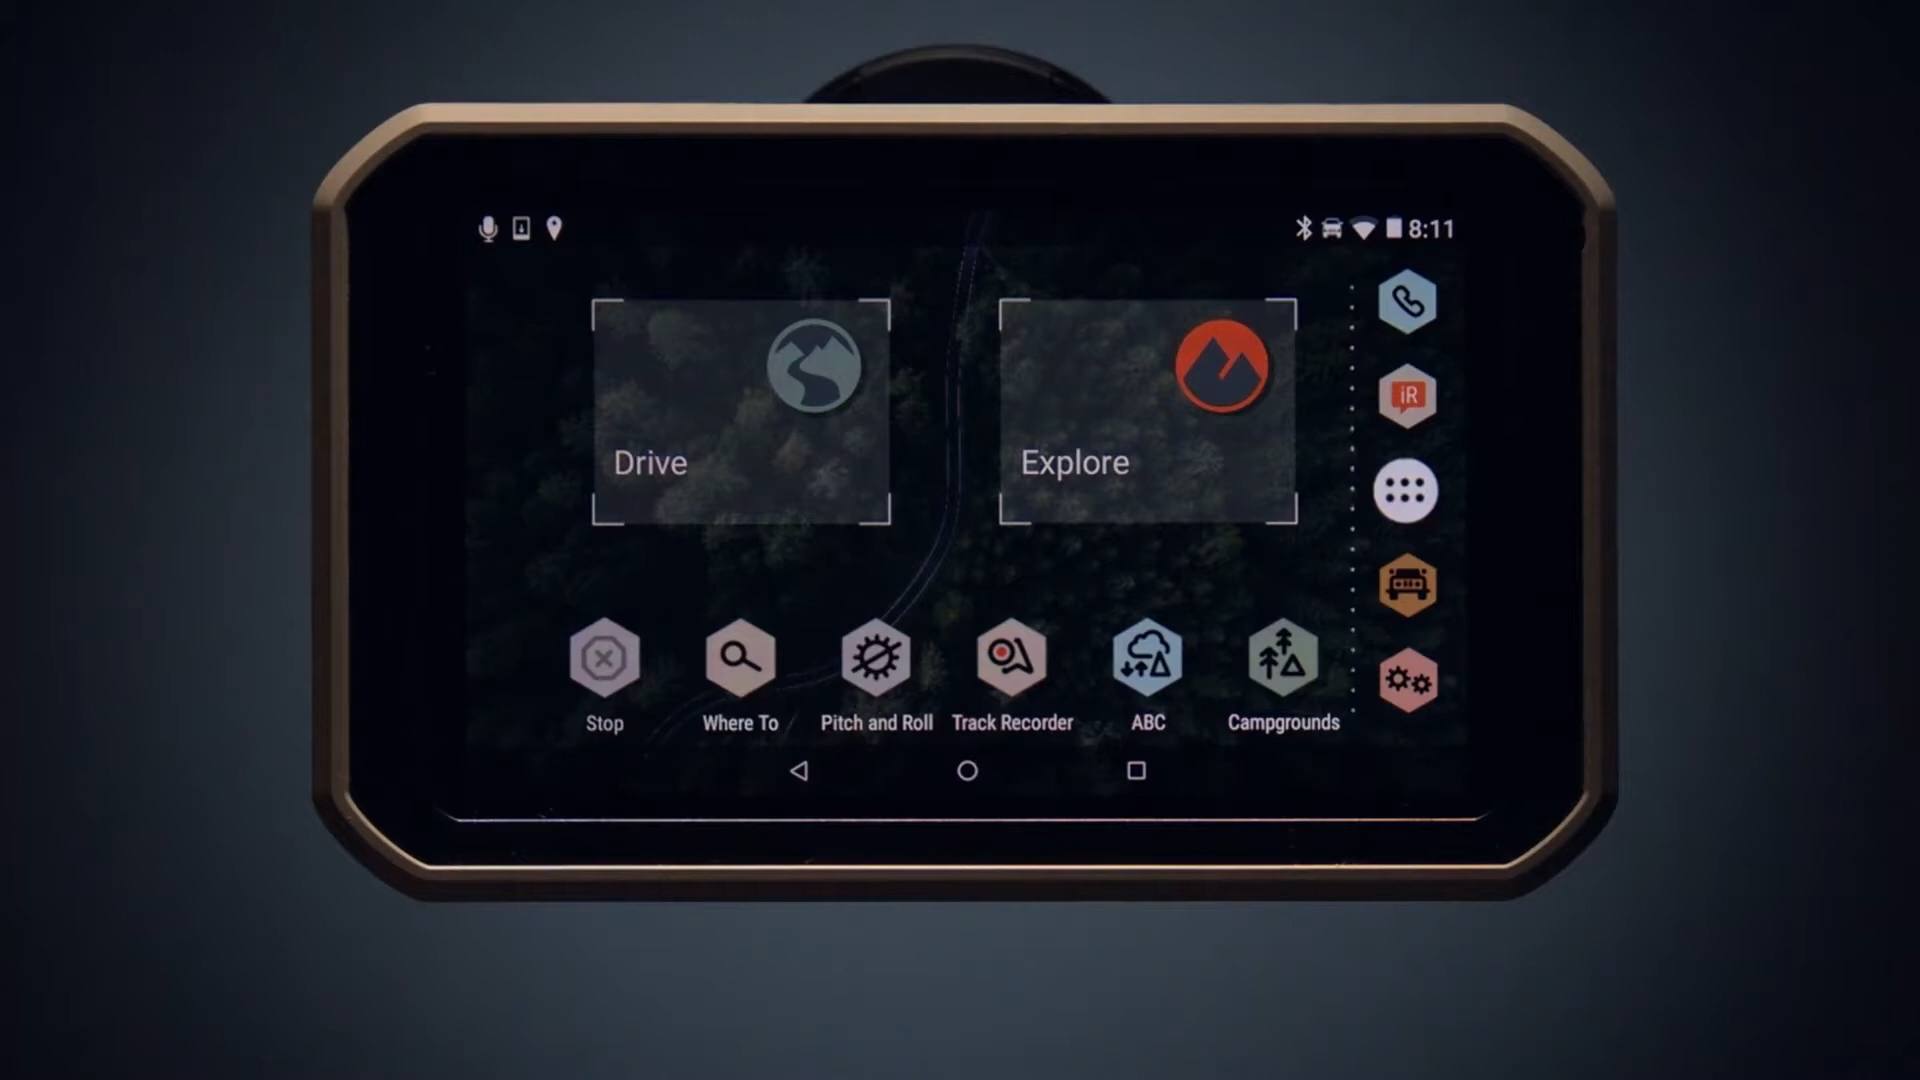 8:11
Drive
Explore
iR
Stop
Where To
Pitch and Roll
Track Recorder
ABC
Campgrounds